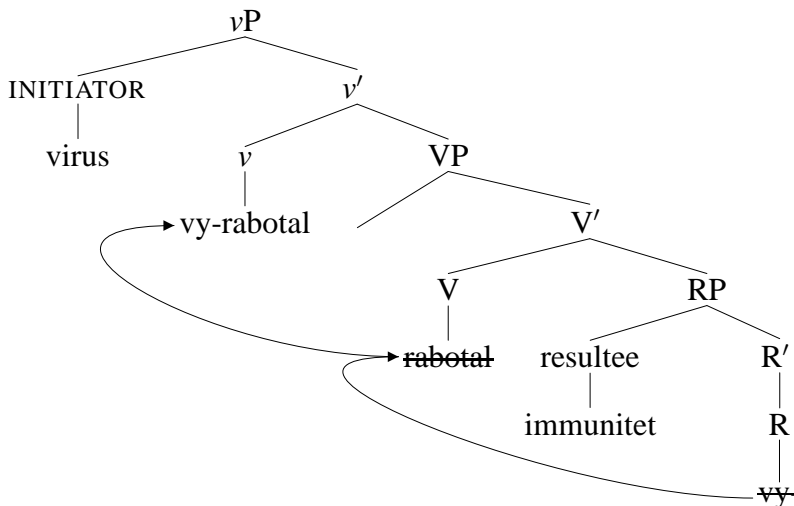 vP
INITIATOR v′
virus v VP
vy-rabotal V′
V RP
rabotal resultee R′
immunitet R
vy-